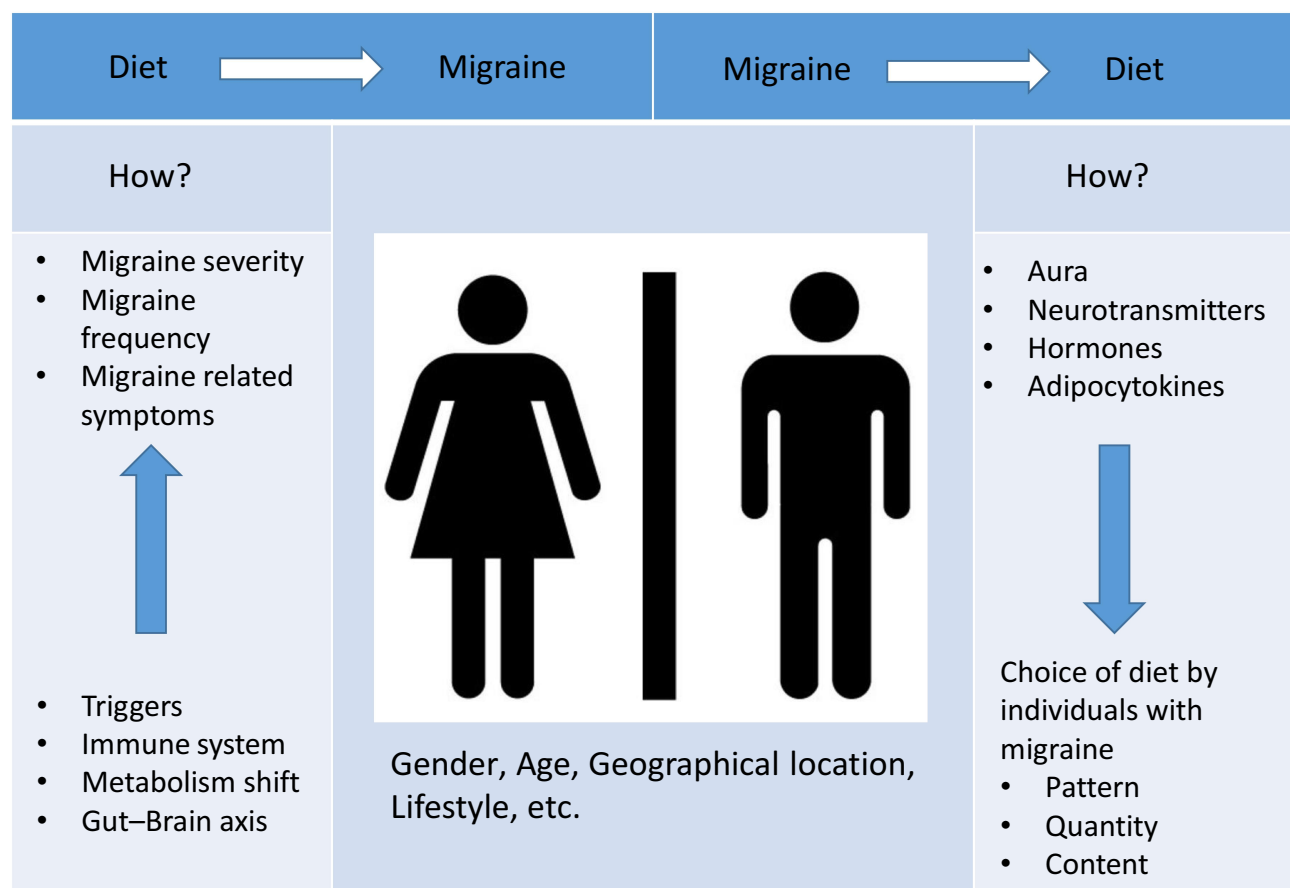 Diet Migraine
Migraine Diet
How?
• Migraine severity
• Migraine
frequency
• Migraine related
symptoms
• Triggers
• Immune system
• Metabolism shift
• Gut–Brain axis
Gender, Age, Geographical location,
Lifestyle, etc.
How?
• Aura
• Neurotransmitters
• Hormones
• Adipocytokines
Choice of diet by
individuals with
migraine
• Pattern
• Quantity
• Content